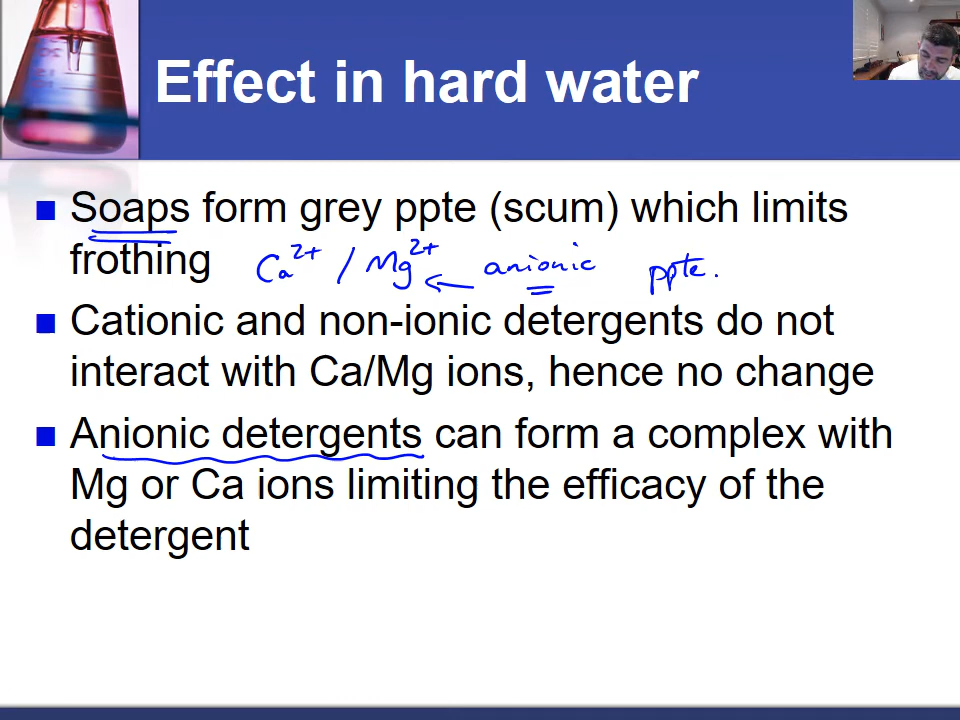 Effect in hard water
Soaps form grey ppte (scum) which limits
frothing Ca²⁺ / Mg²⁺ ← anionic ppte.
Cationic and non-ionic detergents do not
interact with Ca/Mg ions, hence no change
Anionic detergents can form a complex with
Mg or Ca ions limiting the efficacy of the
detergent